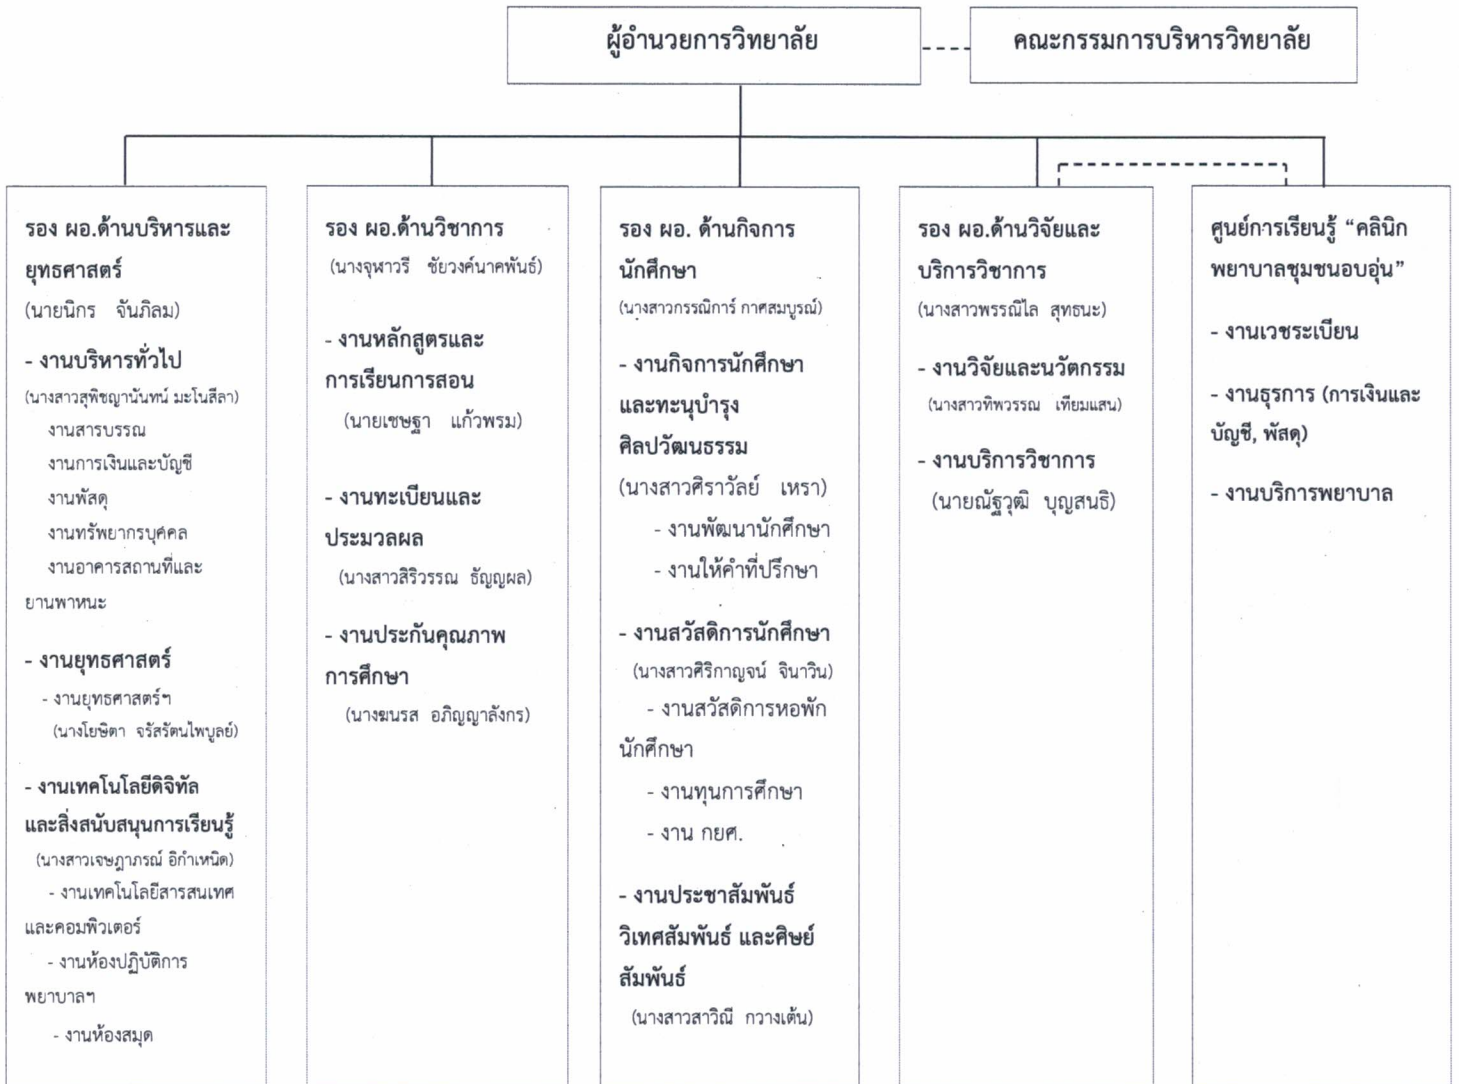 ผู้อำนวยการวิทยาลัย
คณะกรรมการบริหารวิทยาลัย
รอง ผอ.ด้านบริหารและ
ยุทธศาสตร์
(นายนิกร จันภิลม)
- งานบริหารทั่วไป
(นางสาวสุพิชญานันทน์ มะโนสีลา)
งานสารบรรณ
งานการเงินและบัญชี
งานพัสดุ
งานทรัพยากรบุคคล
งานอาคารสถานที่และ
ยานพาหนะ
- งานยุทธศาสตร์
- งานยุทธศาสตร์ฯ
(นางโยษิตา จรัสรัตนไพบูลย์)
- งานเทคโนโลยีดิจิทัล
และสิ่งสนับสนุนการเรียนรู้
(นางสาวเจษฎาภรณ์ อิกำเหนิด)
- งานเทคโนโลยีสารสนเทศ
และคอมพิวเตอร์
- งานห้องปฏิบัติการ
พยาบาลฯ
- งานห้องสมุด
รอง ผอ.ด้านวิชาการ
(นางจุฬาวรี ชัยวงค์นาคพันธ์)
- งานหลักสูตรและ
การเรียนการสอน
(นายเชษฐา แก้วพรม)
- งานทะเบียนและ
ประมวลผล
(นางสาวสิริวรรณ ธัญญผล)
- งานประกันคุณภาพ
การศึกษา
(นางฆนรส อภิญญาลังกร)
รอง ผอ. ด้านกิจการ
นักศึกษา
(นางสาวกรรณิการ์ กาศสมบูรณ์)
- งานกิจการนักศึกษา
และทะนุบำรุง
ศิลปวัฒนธรรม
(นางสาวศิราวัลย์ เหรา)
- งานพัฒนานักศึกษา
- งานให้คำที่ปรึกษา
- งานสวัสดิการนักศึกษา
(นางสาวศิริกาญจน์ จินาวิน)
- งานสวัสดิการหอพัก
นักศึกษา
- งานทุนการศึกษา
- งาน กยศ.
- งานประชาสัมพันธ์
วิเทศสัมพันธ์ และศิษย์
สัมพันธ์
(นางสาวสาวิณี กวางเต้น)
รอง ผอ.ด้านวิจัยและ
บริการวิชาการ
(นางสาวพรรณิไล สุทธนะ)
- งานวิจัยและนวัตกรรม
(นางสาวทิพวรรณ เทียมแสน)
- งานบริการวิชาการ
(นายณัฐวุฒิ บุญสนธิ)
ศูนย์การเรียนรู้ “คลินิก
พยาบาลชุมชนอบอุ่น”
- งานเวชระเบียน
- งานธุรการ (การเงินและ
บัญชี, พัสดุ)
- งานบริการพยาบาล